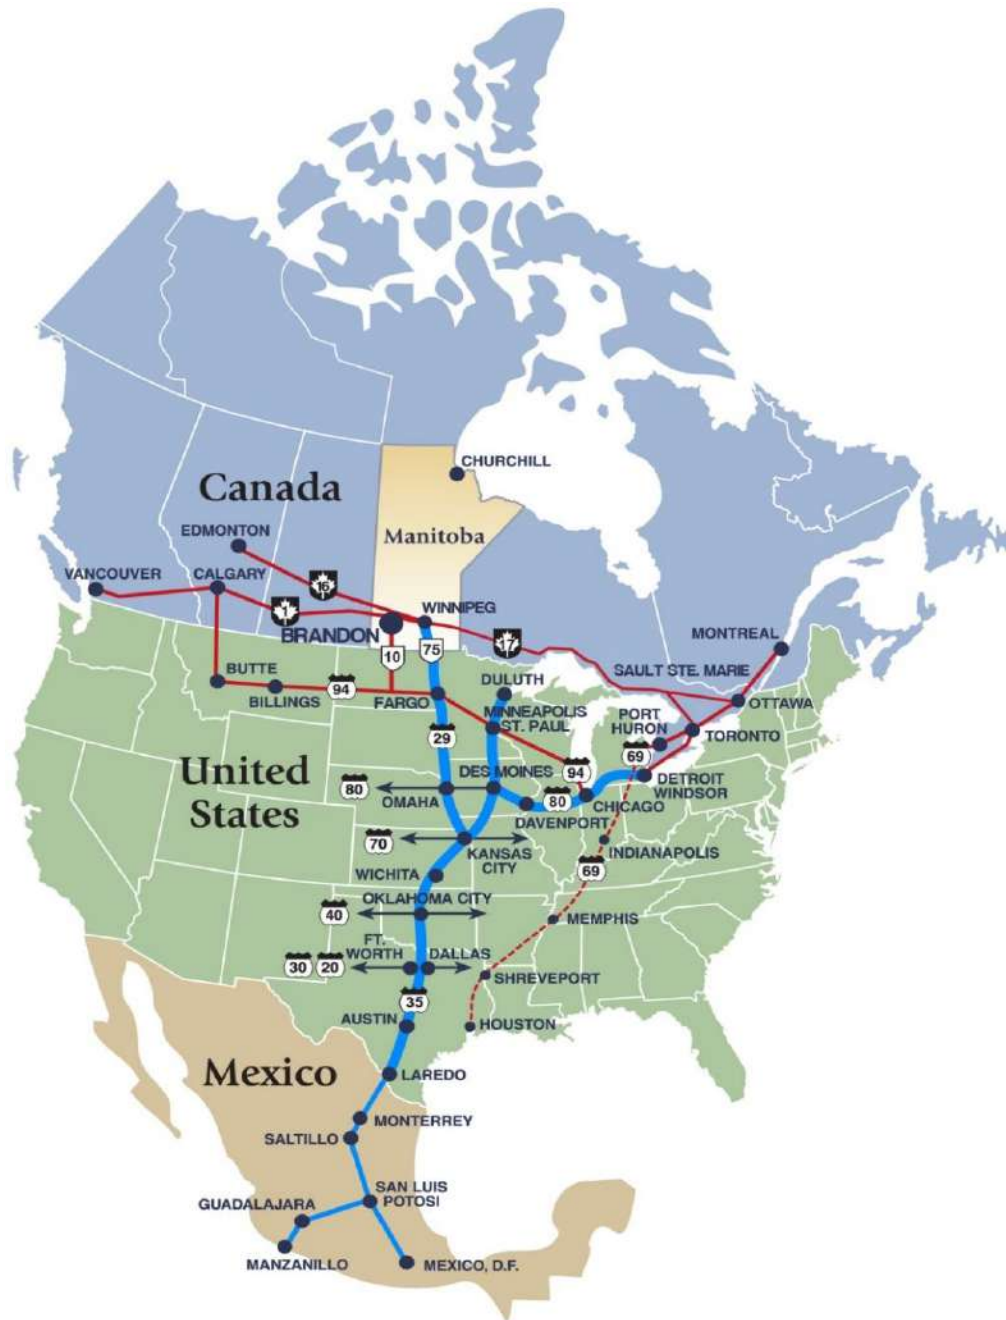 CHURCHILL
Canada
Manitoba
EDMONTON
VANCOUVER
CALGARY
16
1
WINNIPEG
BRANDON
17
MONTREAL
75
10
SAULT STE. MARIE
BUTTE
DULUTH
BILLINGS
94
FARGO
OTTAWA
MINNEAPOLIS
ST. PAUL
PORT
HURON
TORONTO
29
69
United
States
DES MOINES
94
DETROIT
WINDSOR
80
OMAHA
80
CHICAGO
DAVENPORT
70
KANSAS
CITY
INDIANAPOLIS
WICHITA
69
OKLAHOMA CITY
40
MEMPHIS
FT.
WORTH
DALLAS
30
20
SHREVEPORT
35
AUSTIN
HOUSTON
Mexico
LAREDO
MONTERREY
SALTILLO
SAN LUIS
POTOSI
GUADALAJARA
MANZANILLO
MEXICO, D.F.